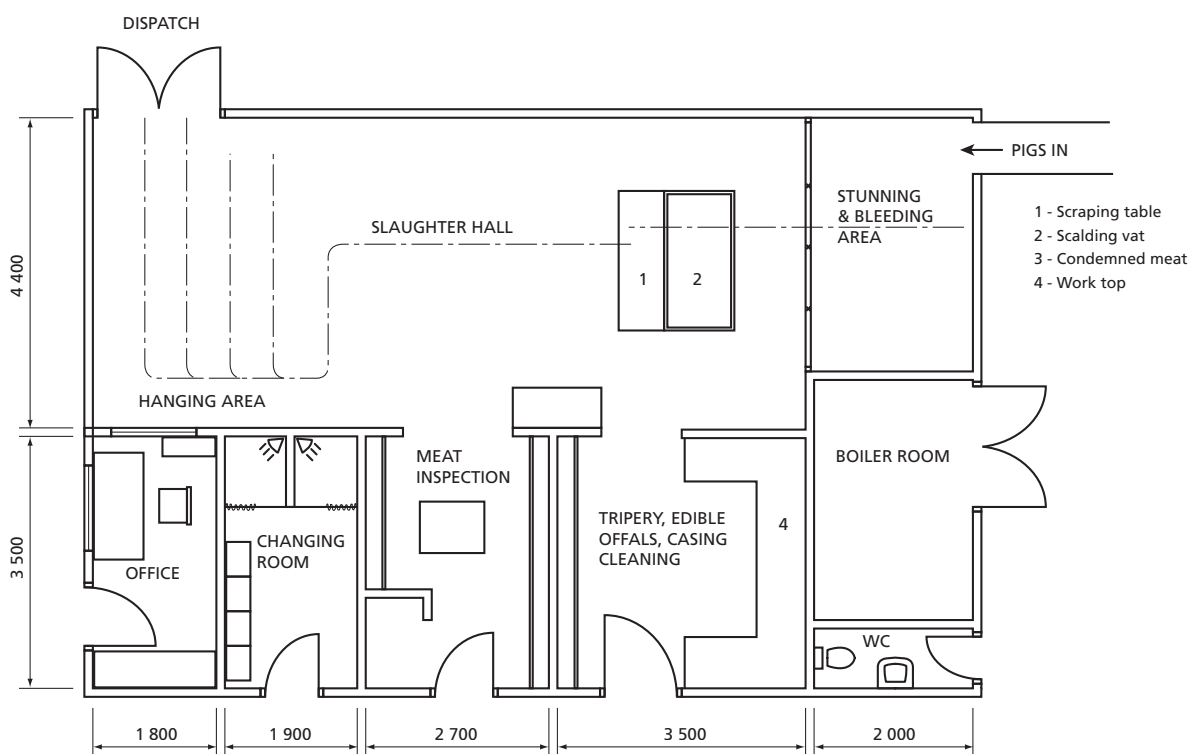 DISPATCH
PIGS IN
STUNNING
& BLEEDING
AREA
1 - Scraping table
2 - Scalding vat
3 - Condemned meat
4 - Work top
SLAUGHTER HALL
1
2
4 400
HANGING AREA
MEAT
INSPECTION
BOILER ROOM
3 500
OFFICE
CHANGING
ROOM
TRIPERY, EDIBLE
OFFALS, CASING
CLEANING
4
WC
1 800
1 900
2 700
3 500
2 000